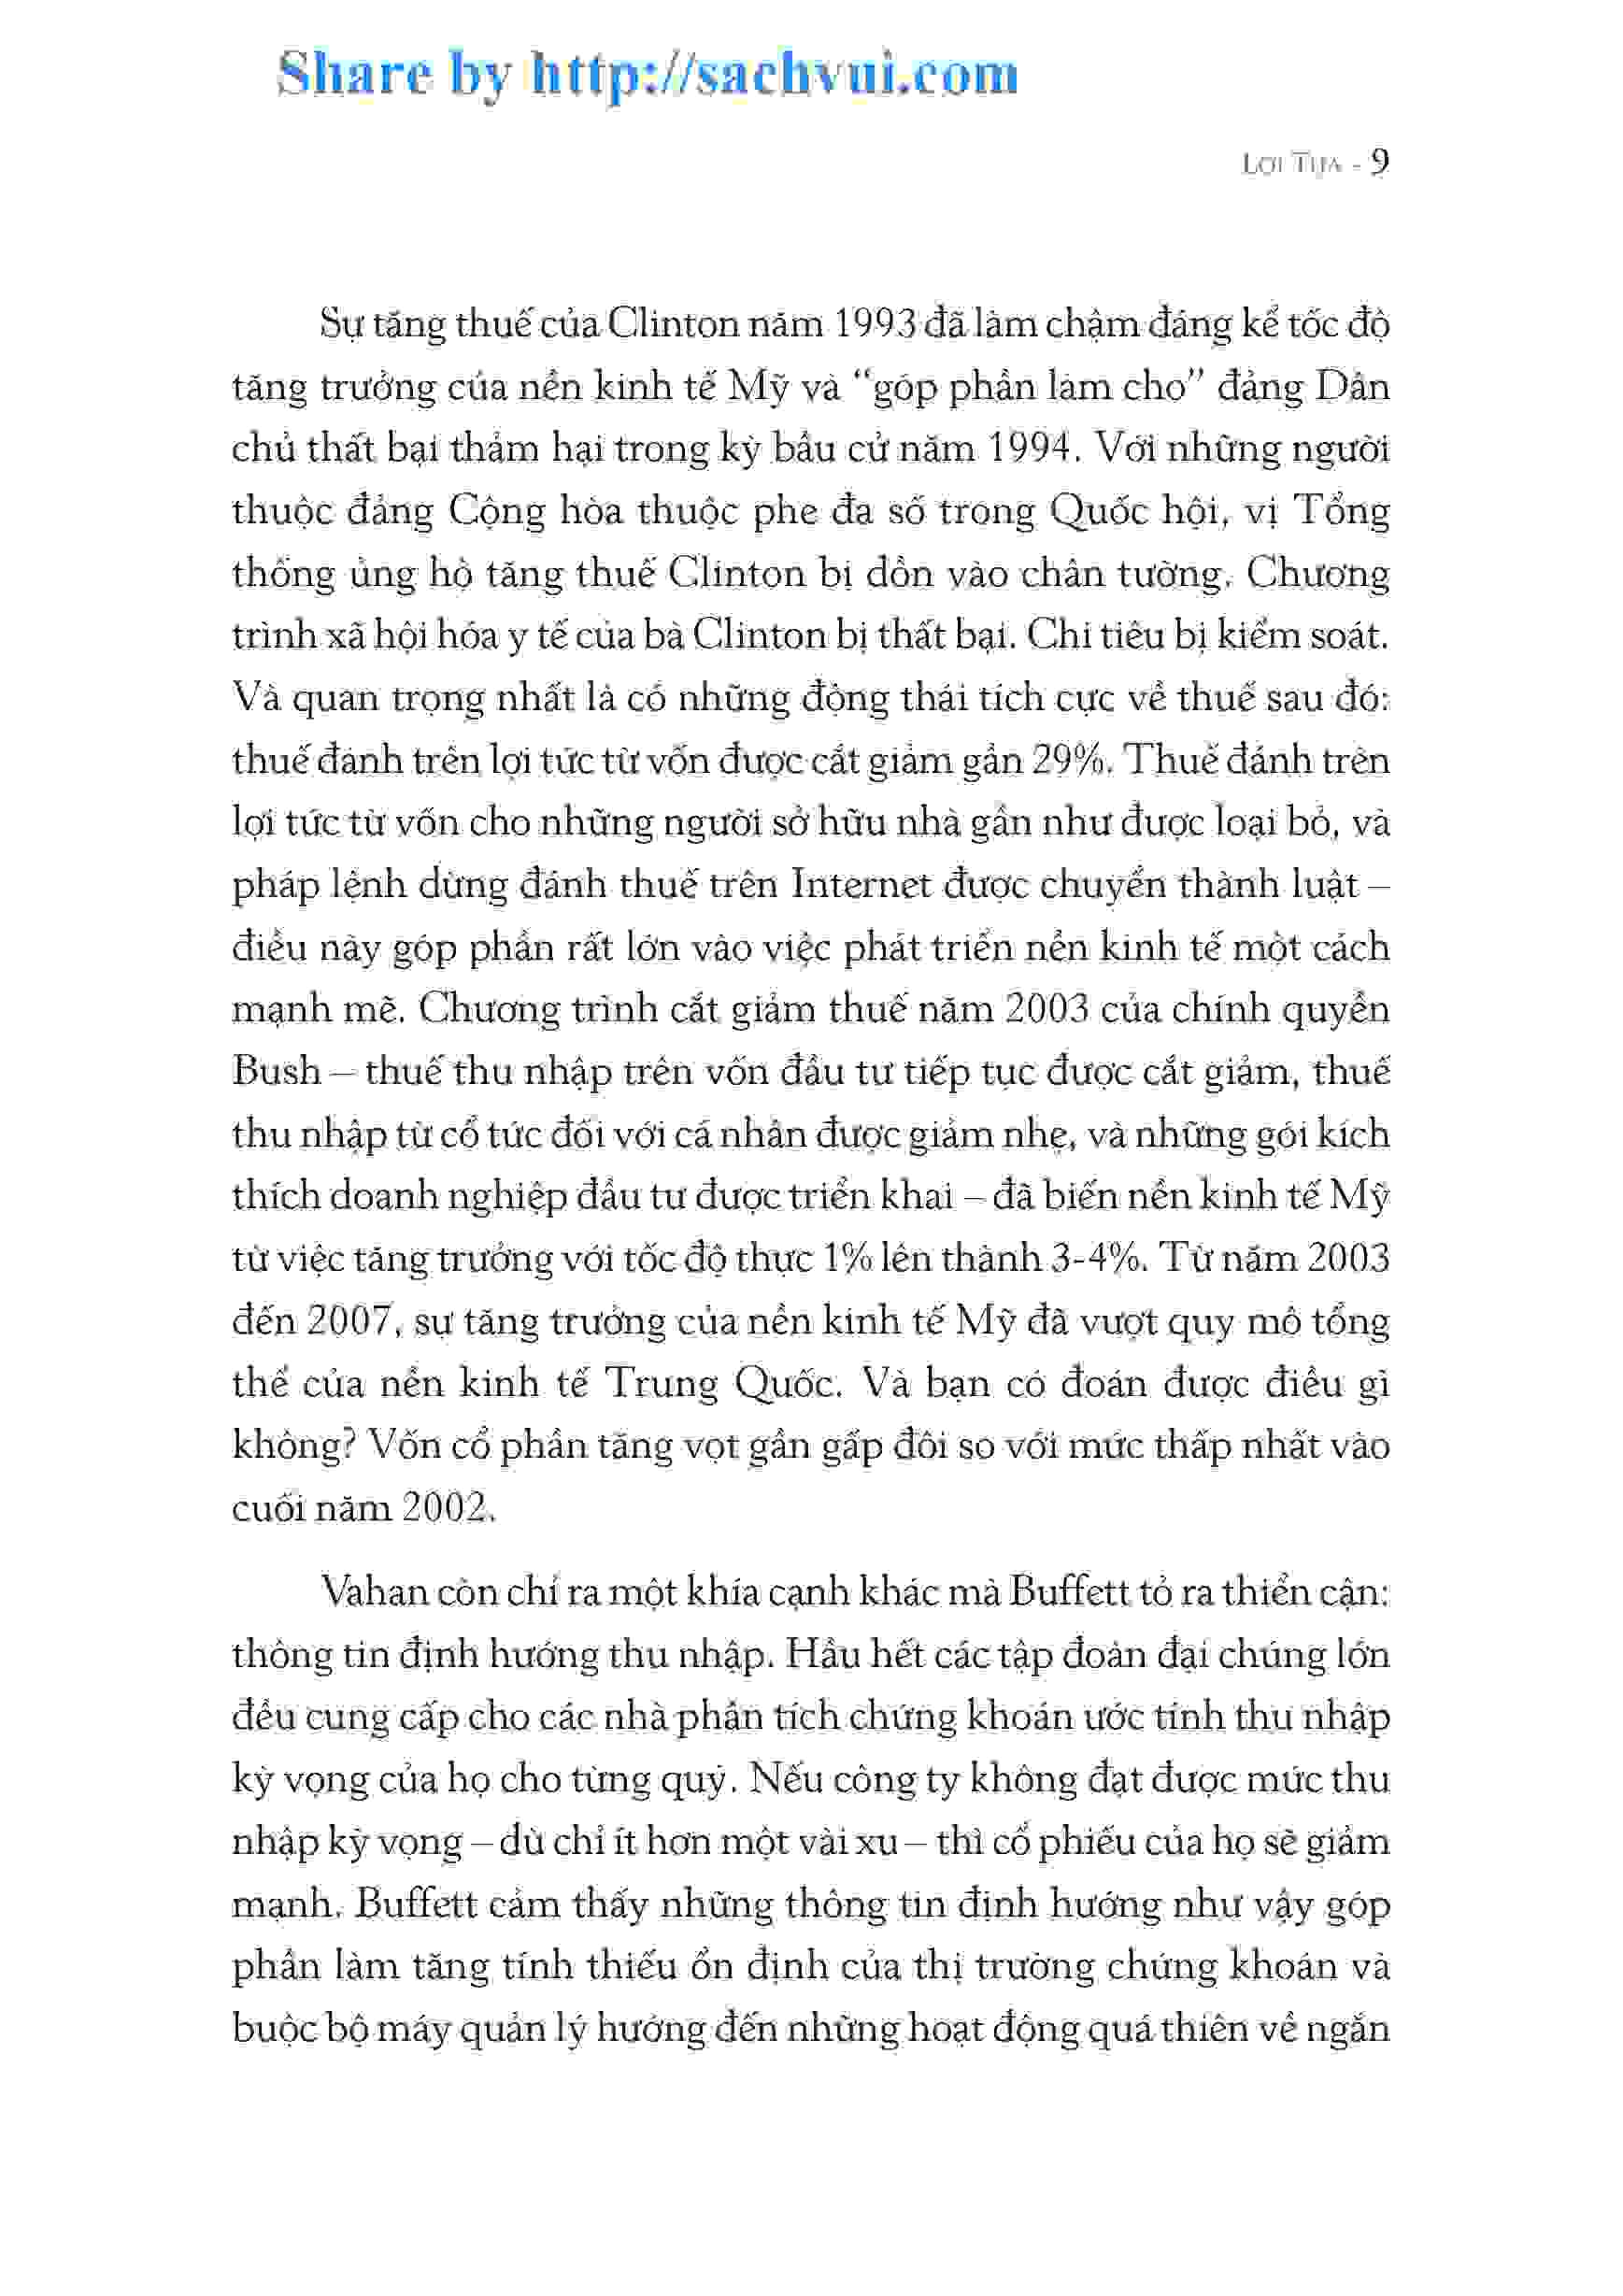 Share by http://sachvui.com
LỜI TỰA - 9
Sự tăng thuế của Clinton năm 1993 đã làm chậm đáng kể tốc độ
tăng trưởng của nền kinh tế Mỹ và “góp phần làm cho” đảng Dân
chủ thất bại thảm hại trong kỳ bầu cử năm 1994. Với những người
thuộc đảng Cộng hòa thuộc phe đa số trong Quốc hội, vị Tổng
thống ủng hộ tăng thuế Clinton bị dồn vào chân tường. Chương
trình xã hội hóa y tế của bà Clinton bị thất bại. Chi tiêu bị kiểm soát.
Và quan trọng nhất là có những động thái tích cực về thuế sau đó:
thuế đánh trên lợi tức từ vốn được cắt giảm gần 29%. Thuế đánh trên
lợi tức từ vốn cho những người sở hữu nhà gần như được loại bỏ, và
pháp lệnh dừng đánh thuế trên Internet được chuyển thành luật –
điều này góp phần rất lớn vào việc phát triển nền kinh tế một cách
mạnh mẽ. Chương trình cắt giảm thuế năm 2003 của chính quyền
Bush – thuế thu nhập trên vốn đầu tư tiếp tục được cắt giảm, thuế
thu nhập từ cổ tức đối với cá nhân được giảm nhẹ, và những gói kích
thích doanh nghiệp đầu tư được triển khai – đã biến nền kinh tế Mỹ
từ việc tăng trưởng với tốc độ thực 1% lên thành 3-4%. Từ năm 2003
đến 2007, sự tăng trưởng của nền kinh tế Mỹ đã vượt quy mô tổng
thể của nền kinh tế Trung Quốc. Và bạn có đoán được điều gì
không? Vốn cổ phần tăng vọt gần gấp đôi so với mức thấp nhất vào
cuối năm 2002.
Vahan còn chỉ ra một khía cạnh khác mà Buffett tỏ ra thiển cận:
thông tin định hướng thu nhập. Hầu hết các tập đoàn đại chúng lớn
đều cung cấp cho các nhà phân tích chứng khoán ước tính thu nhập
kỳ vọng của họ cho từng quý. Nếu công ty không đạt được mức thu
nhập kỳ vọng – dù chỉ ít hơn một vài xu – thì cổ phiếu của họ sẽ giảm
mạnh. Buffett cảm thấy những thông tin định hướng như vậy góp
phần làm tăng tính thiếu ổn định của thị trường chứng khoán và
buộc bộ máy quản lý hướng đến những hoạt động quá thiên về ngắn